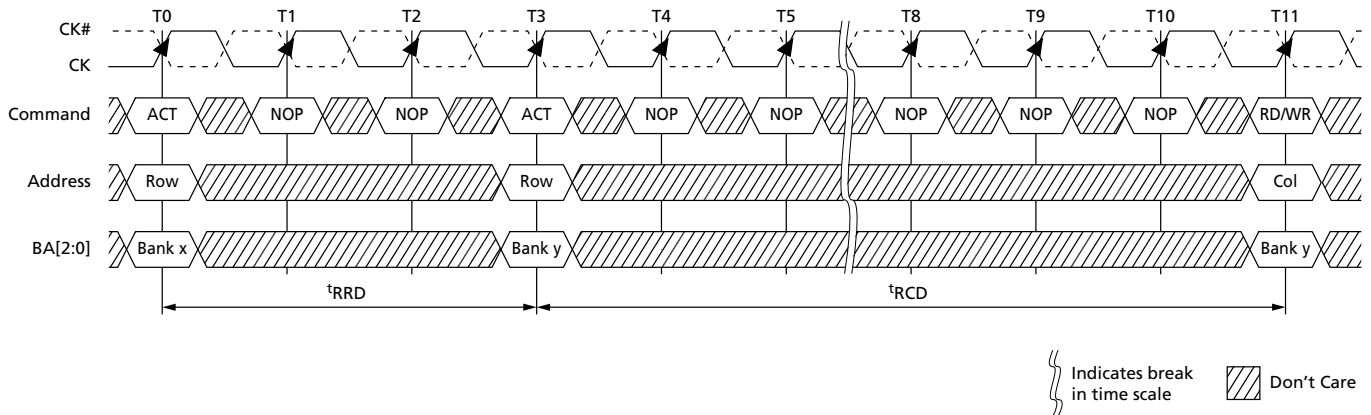 T0 T1 T2 T3 T4 T5 T8 T9 T10 T11
CK#
CK
Command ACT NOP NOP ACT NOP NOP NOP NOP NOP RD/WR
Address Row Row Col
BA[2:0] Bank x Bank y Bank y
tRRD tRCD
Indicates break
in time scale
Don't Care